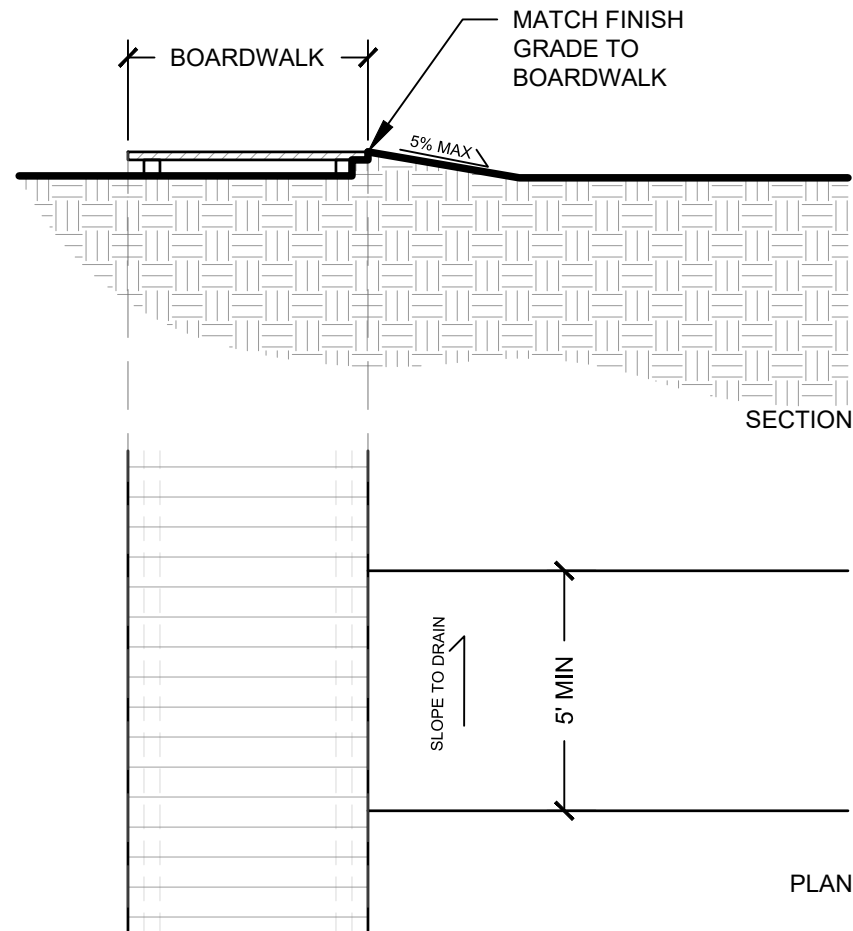 MATCH FINISH
GRADE TO
BOARDWALK
BOARDWALK
5% MAX
SECTION
SLOPE TO DRAIN
5' MIN
PLAN